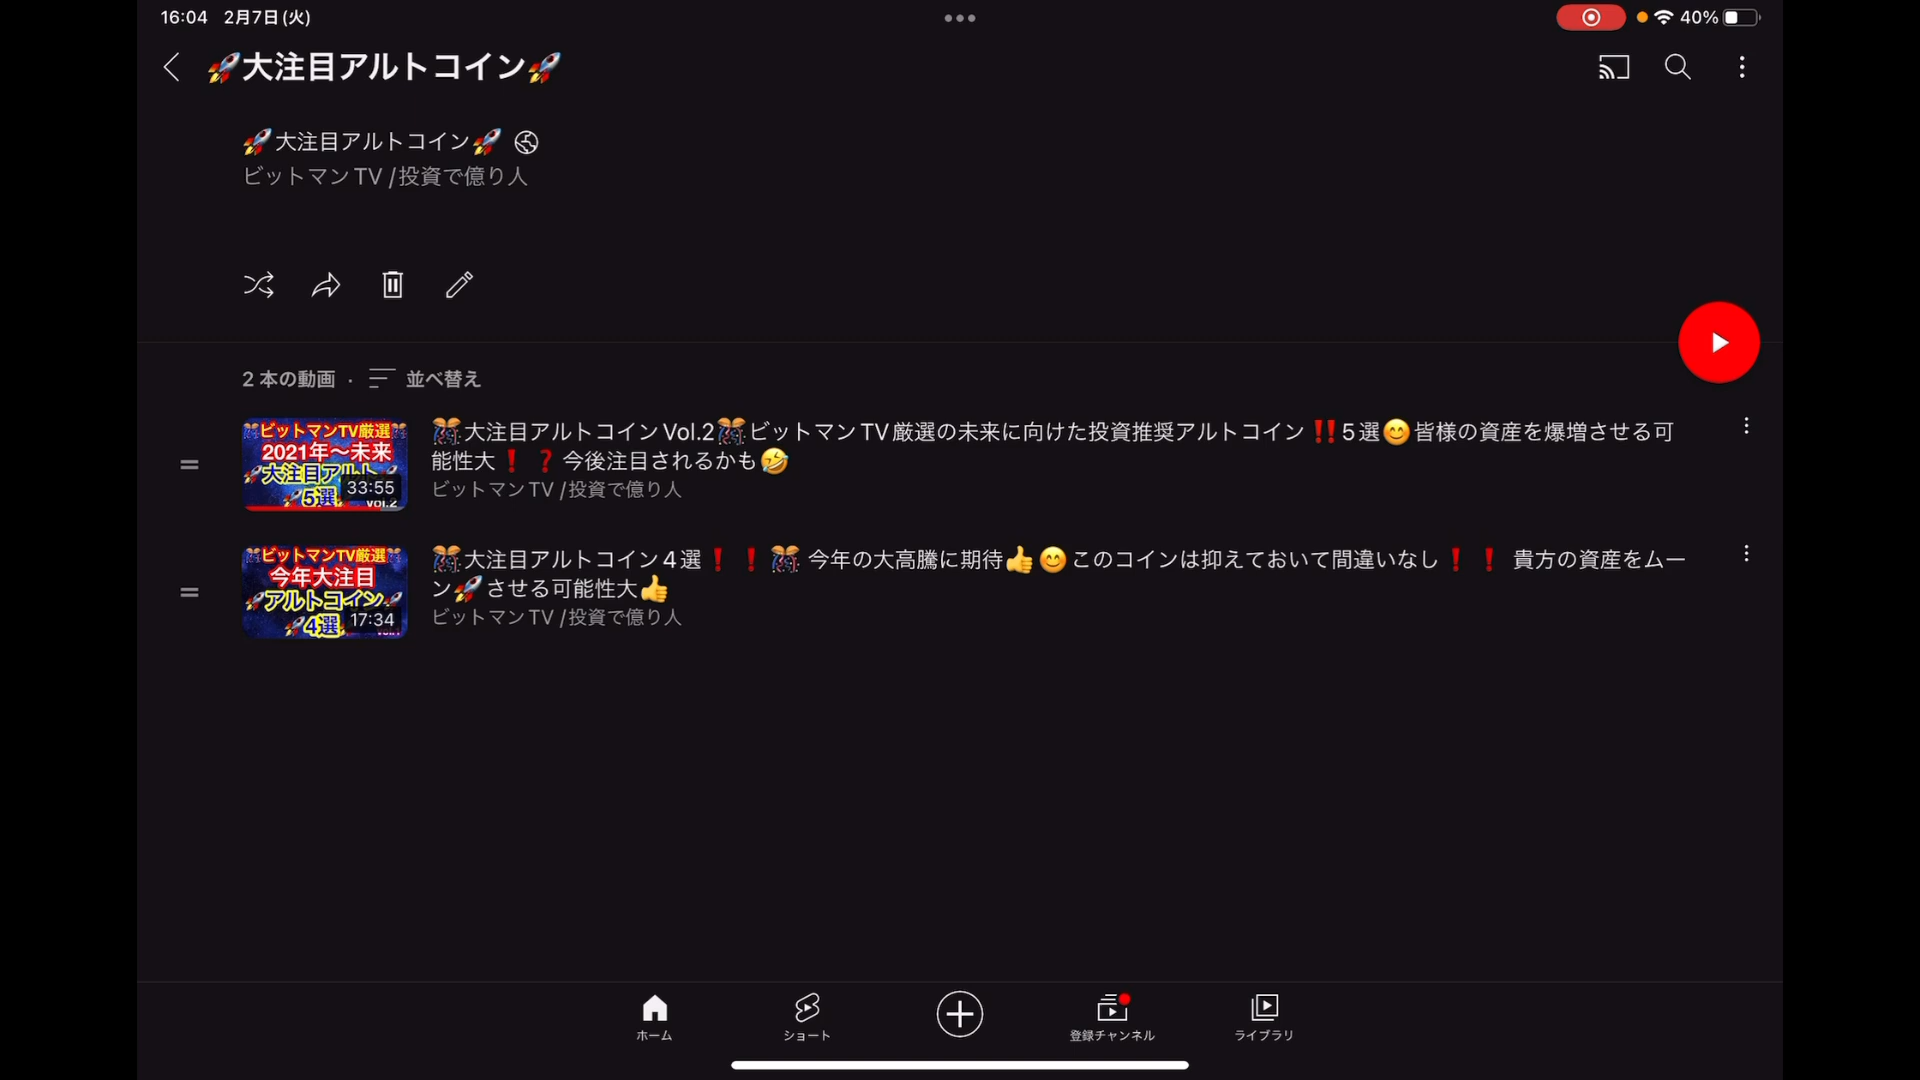 16:04 2月7日(火)
40%
🚀大注目アルトコイン🚀
🚀大注目アルトコイン🚀
ビットマンTV /投資で億り人
2 本の動画 · 並べ替え
🎊ビットマンTV厳選🎊
2021年〜未来
🚀大注目アルト🚀
🚀5選
33:55
Vol.2
🎊大注目アルトコインVol.2🎊ビットマンTV厳選の未来に向けた投資推奨アルトコイン‼️5選😊皆様の資産を爆増させる可
能性大❗❓今後注目されるかも🤣
ビットマンTV /投資で億り人
🎊ビットマンTV厳選🎊
今年大注目
🚀アルトコイン🚀
🚀4選
17:34
🎊大注目アルトコイン4選❗❗🎊 今年の大高騰に期待👍😊このコインは抑えておいて間違いなし❗❗ 貴方の資産をムー
ン🚀させる可能性大👍
ビットマンTV /投資で億り人
ホーム
ショート
登録チャンネル
ライブラリ